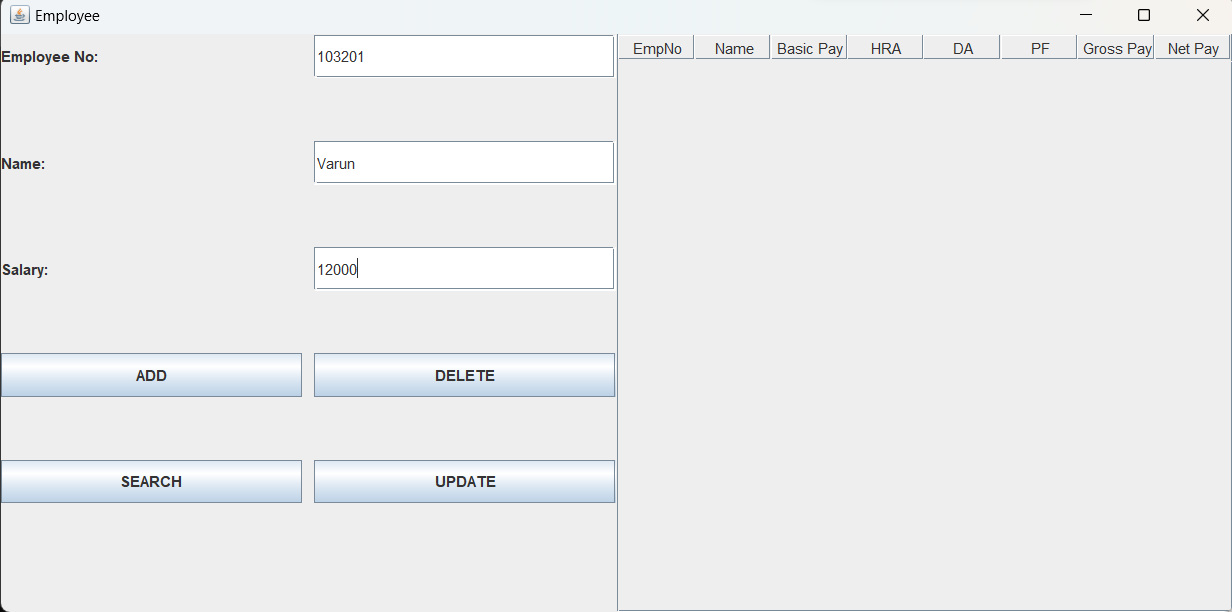 Employee
Employee No: 103201
EmpNo Name Basic Pay HRA DA PF Gross Pay Net Pay
Name: Varun
Salary: 12000
ADD DELETE
SEARCH UPDATE